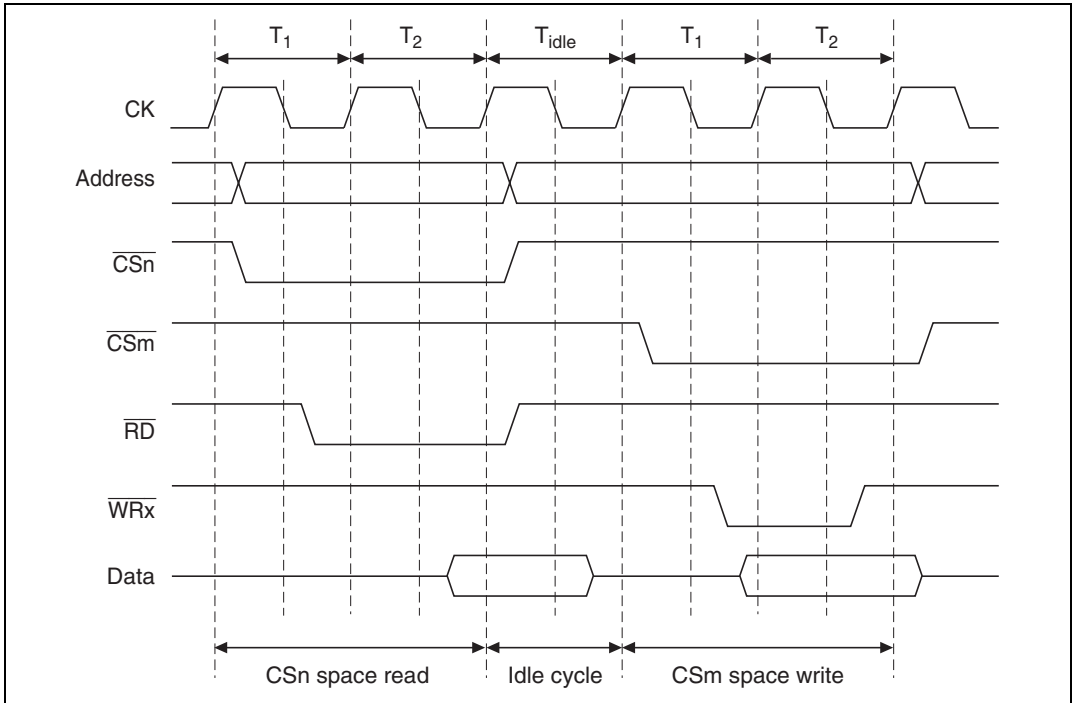 T1 T2 Tidle T1 T2
CK
Address
CSn
CSm
RD
WRx
Data
CSn space read Idle cycle CSm space write